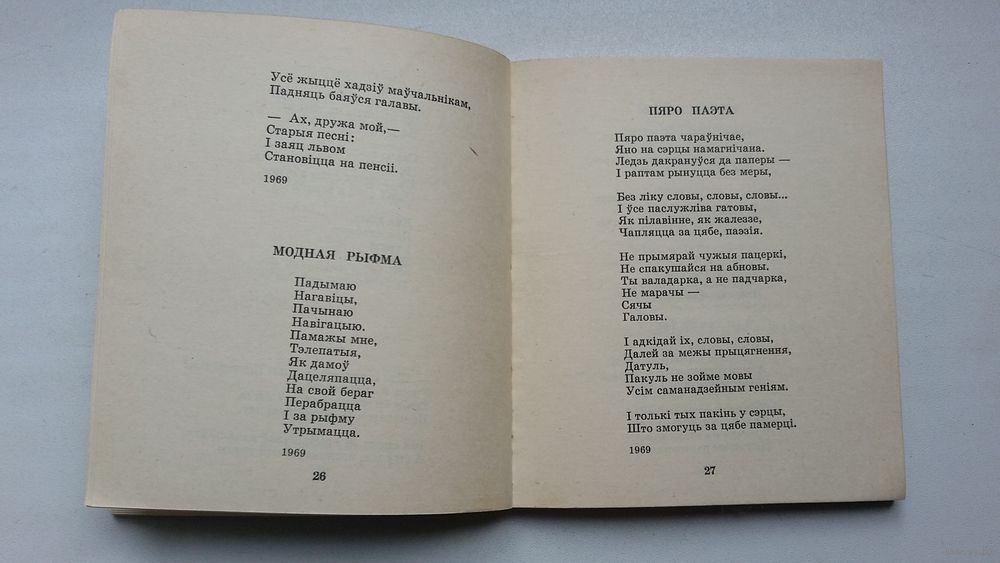 Усё жыццё хадзіў маўчальнікам,
Падняць баяўся галавы.
— Ах, дружа мой,—
Старыя песні:
І заяц львом
Становіцца на пенсіі.
1969
МОДНАЯ РЫФМА
Падымаю
Нагавіцы,
Пачынаю
Навігацыю.
Памажы мне,
Тэлепатыя,
Як дамоў
Дацеляпацца,
На свой бераг
Перабрацца
І за рыфму
Утрымацца.
1969
26
ПЯРО ПАЭТА
Пяро паэта чараўнічае,
Яно на сэрцы намагнічана.
Ледзь дакрануўся да паперы —
І раптам рынуцца без меры,
Без ліку словы, словы, словы...
І ўсе паслужліва гатовы,
Як пілавінне, як жалеззе,
Чапляцца за цябе, паэзія.
Не прымярай чужыя пацеркі,
Не спакушайся на абновы.
Ты валадарка, а не падчарка,
Не марачы —
Сячы
Галовы.
І адкідай іх, словы, словы,
Далей за межы прыцягнення,
Датуль,
Пакуль не зойме мовы
Усім саманадзейным геніям.
І толькі тых пакінь у сэрцы,
Што змогуць за цябе памерці.
1969
27